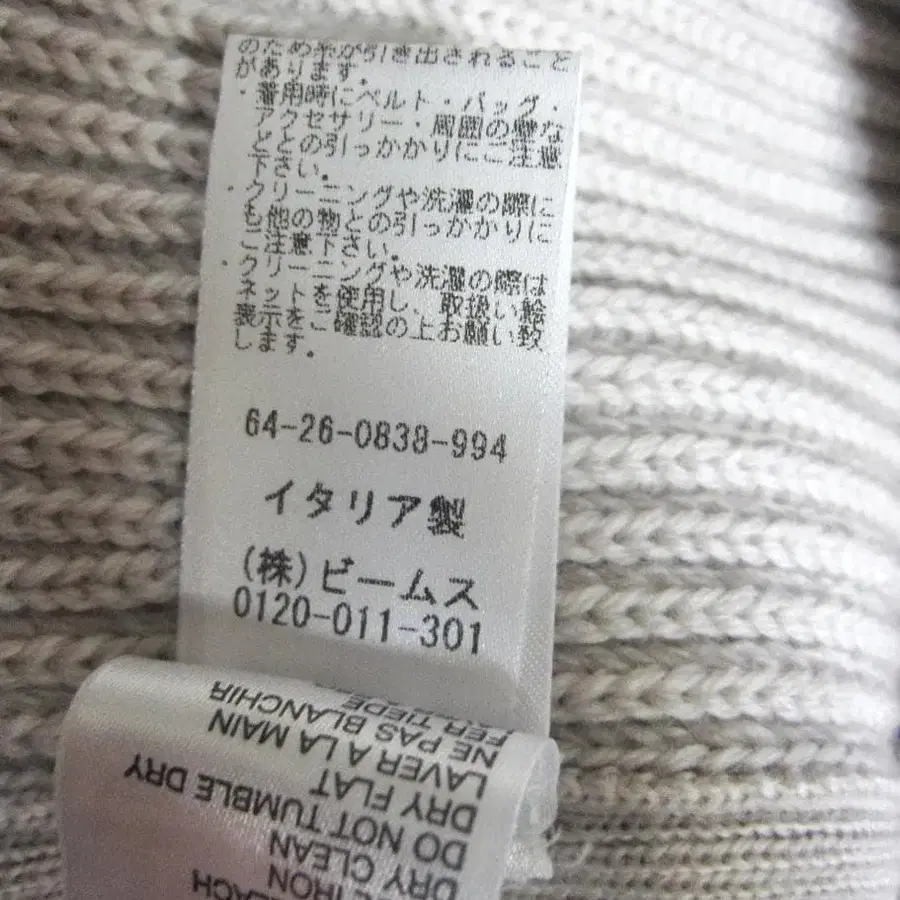 のため糸が引き出されること
があります。
・着用時にベルト・バッグ・
アクセサリー・周囲の壁な
どとの引っかかりにご注意
下さい。
・クリーニングや洗濯の際に
も他の物との引っかかりに
ご注意下さい。
・クリーニングや洗濯の際は
ネットを使用し、取扱い絵
表示をご確認の上お願い致
します。
64-26-0838-994
イタリア製
(株)ビームス
0120-011-301
IRON
DRY CLEAN
DO NOT TUMBLE DRY
DRY FLAT
LAVER A LA MAIN
NE PAS BLANCHIR
FER TIEDE